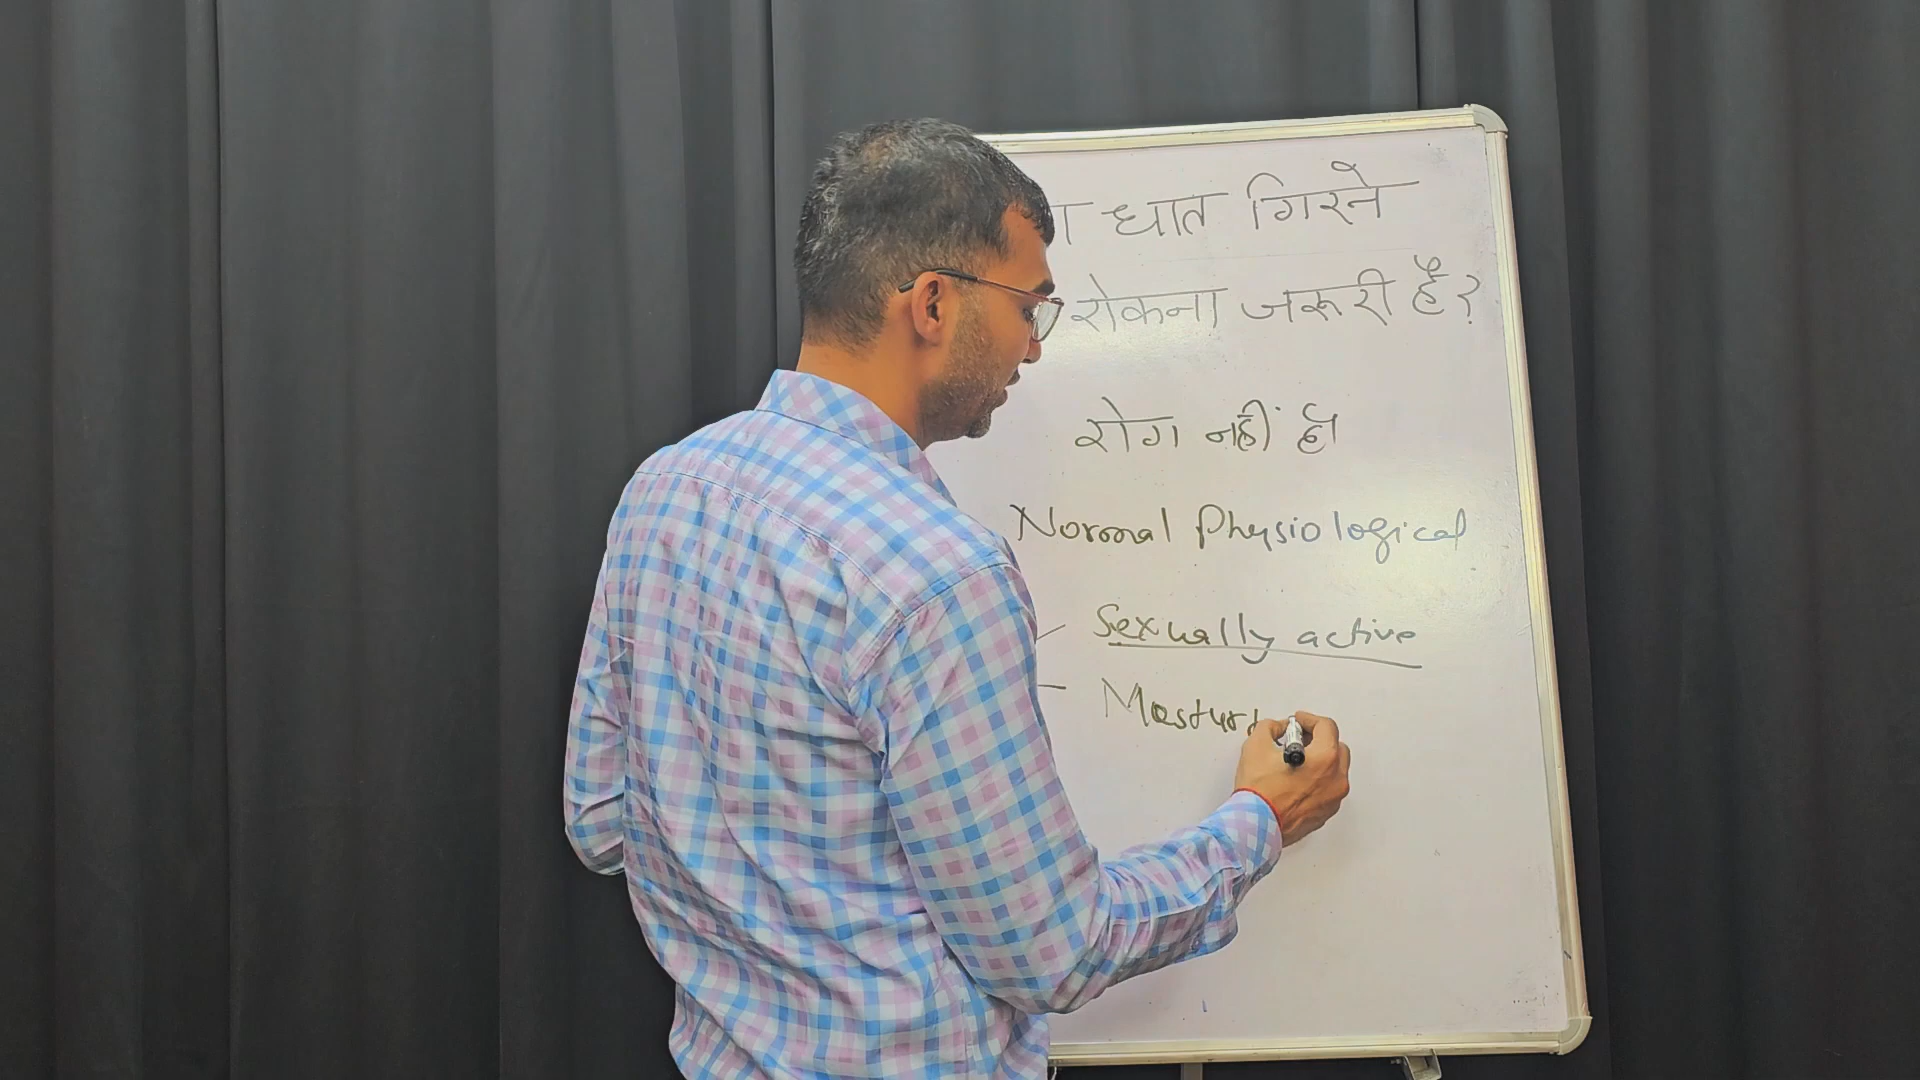 धात गिरने
रोकना जरूरी है?
रोग नहीं है
Normal Physiological
Sexually active
- Mastur